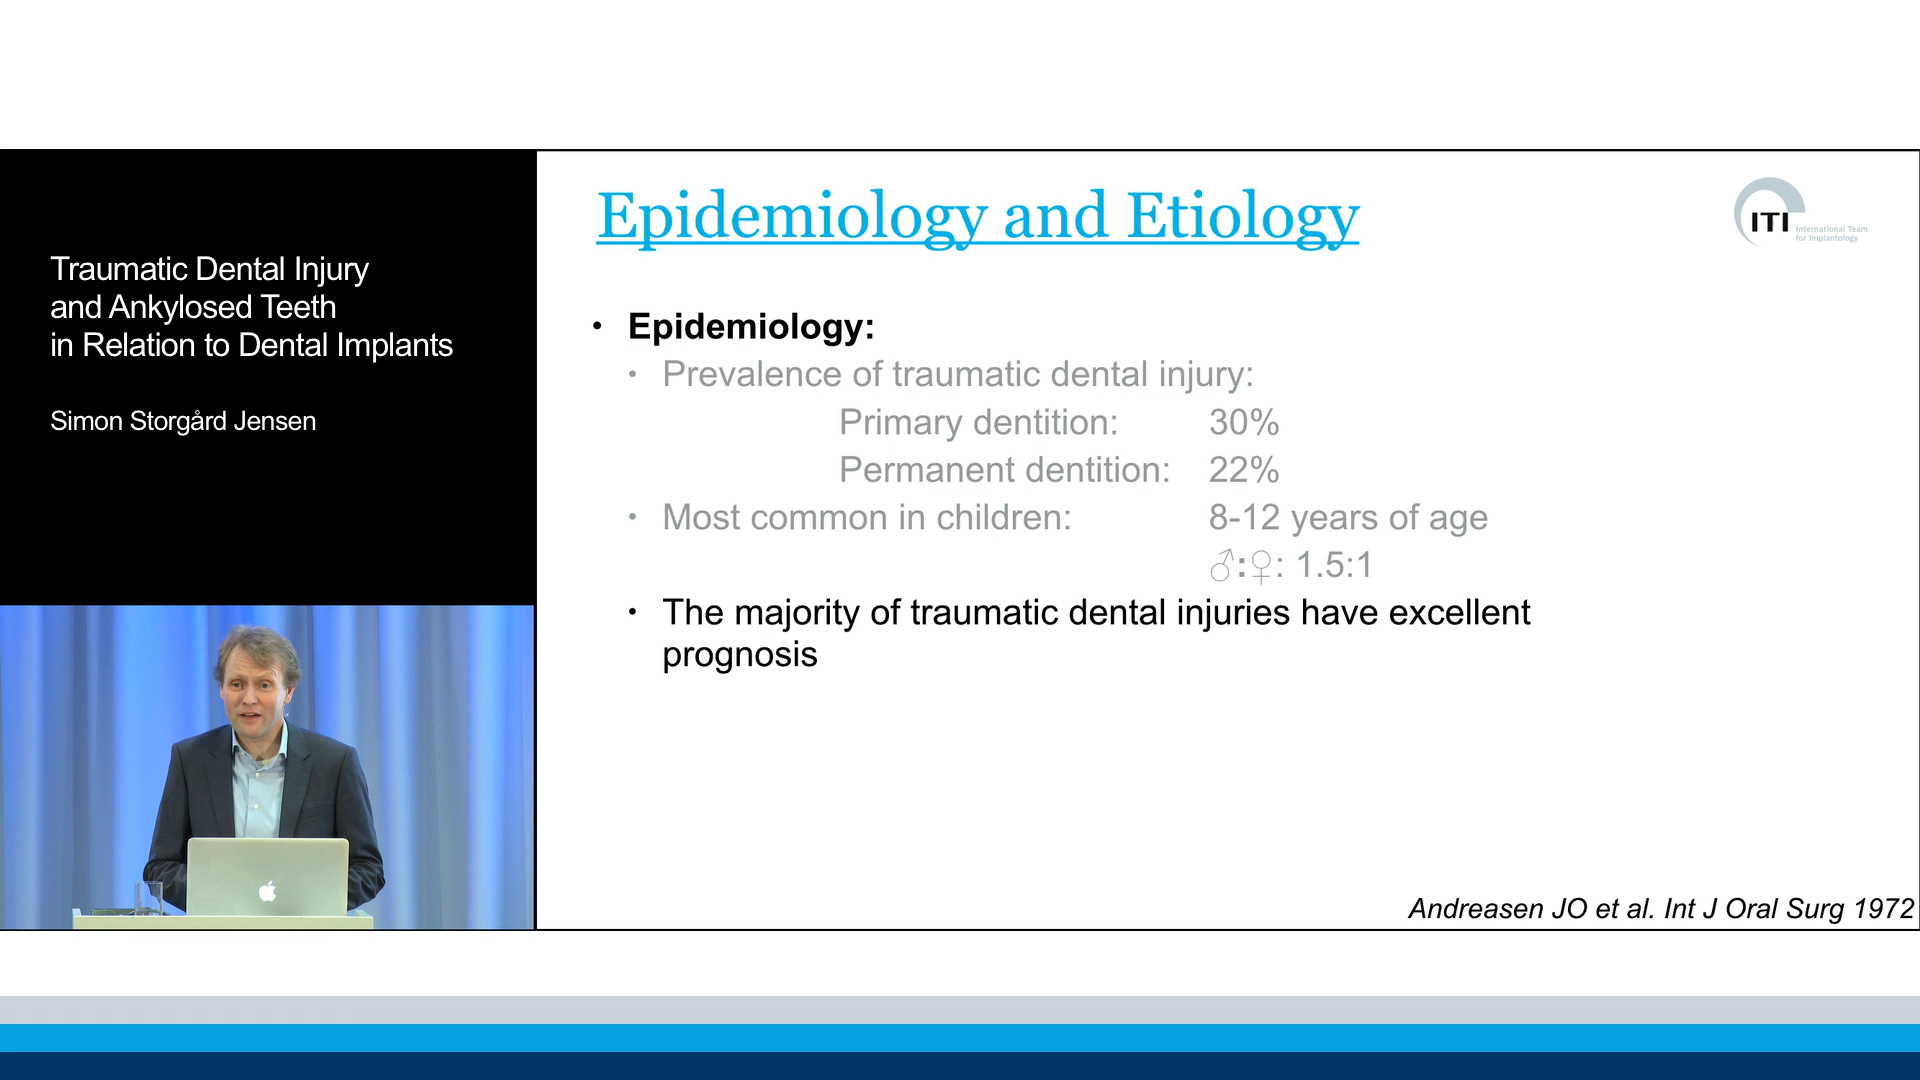 Traumatic Dental Injury
and Ankylosed Teeth
in Relation to Dental Implants
Simon Storgård Jensen
Epidemiology and Etiology
ITI International Team
for Implantology
• Epidemiology:
• Prevalence of traumatic dental injury:
Primary dentition: 30%
Permanent dentition: 22%
• Most common in children: 8-12 years of age
♂:♀: 1.5:1
• The majority of traumatic dental injuries have excellent
prognosis
Andreasen JO et al. Int J Oral Surg 1972